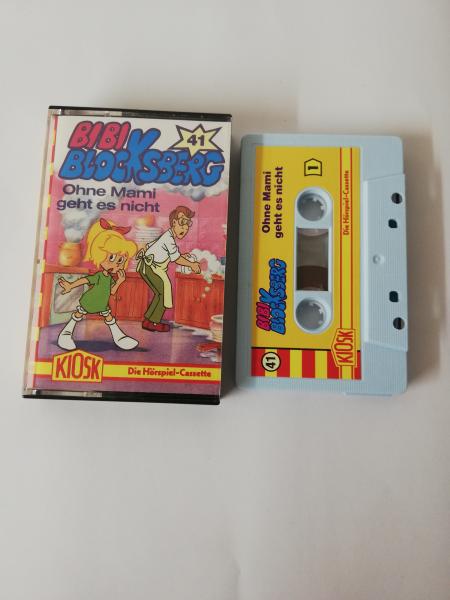 BIBI
BLOCKSBERG
41
Ohne Mami
geht es nicht
KIOSK
Die Hörspiel-Cassette
41
BIBI
BLOCKSBERG
Ohne Mami
geht es nicht
1
KIOSK
Die Hörspiel-Cassette